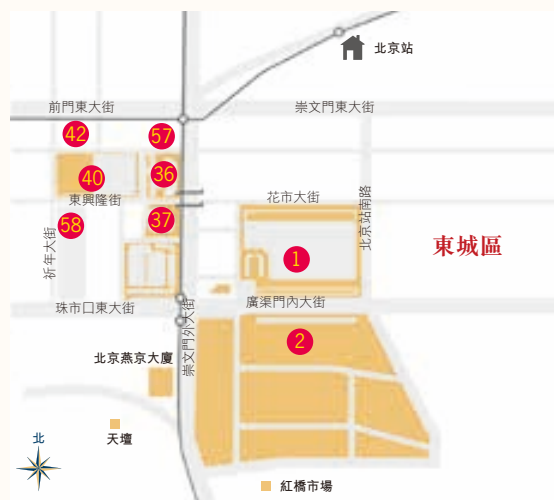 北京站
前門東大街
崇文門東大街
42
57
40
36
東興隆街
花市大街
37
58
祈年大街
北京站南路
東城區
1
珠市口東大街
廣渠門內大街
崇文門外大街
2
北京燕京大廈
天壇
北
紅橋市場